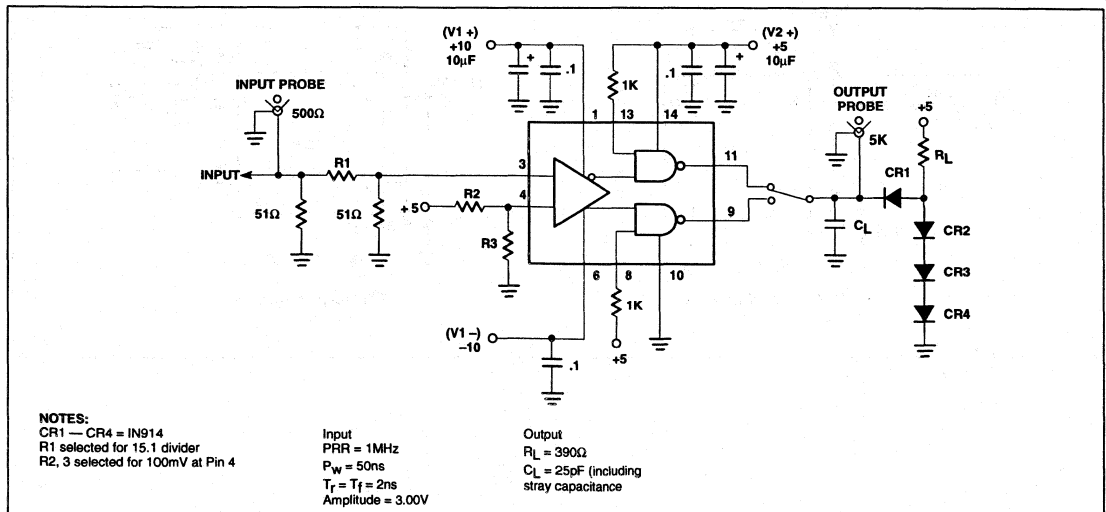 (V1 +)
+10
10µF
+
.1
(V2 +)
+5
10µF
.1
+
1K
INPUT PROBE
500Ω
OUTPUT
PROBE
5K
+5
1
13
14
RL
CR1
3
11
INPUT
R1
R2
4
+5
51Ω
51Ω
R3
9
CL
CR2
CR3
CR4
6
8
10
1K
+5
(V1 –)
–10
.1
NOTES:
CR1 — CR4 = IN914
R1 selected for 15.1 divider
R2, 3 selected for 100mV at Pin 4
Input
PRR = 1MHz
PW = 50ns
Tr = Tf = 2ns
Amplitude = 3.00V
Output
RL = 390Ω
CL = 25pF (including
stray capacitance